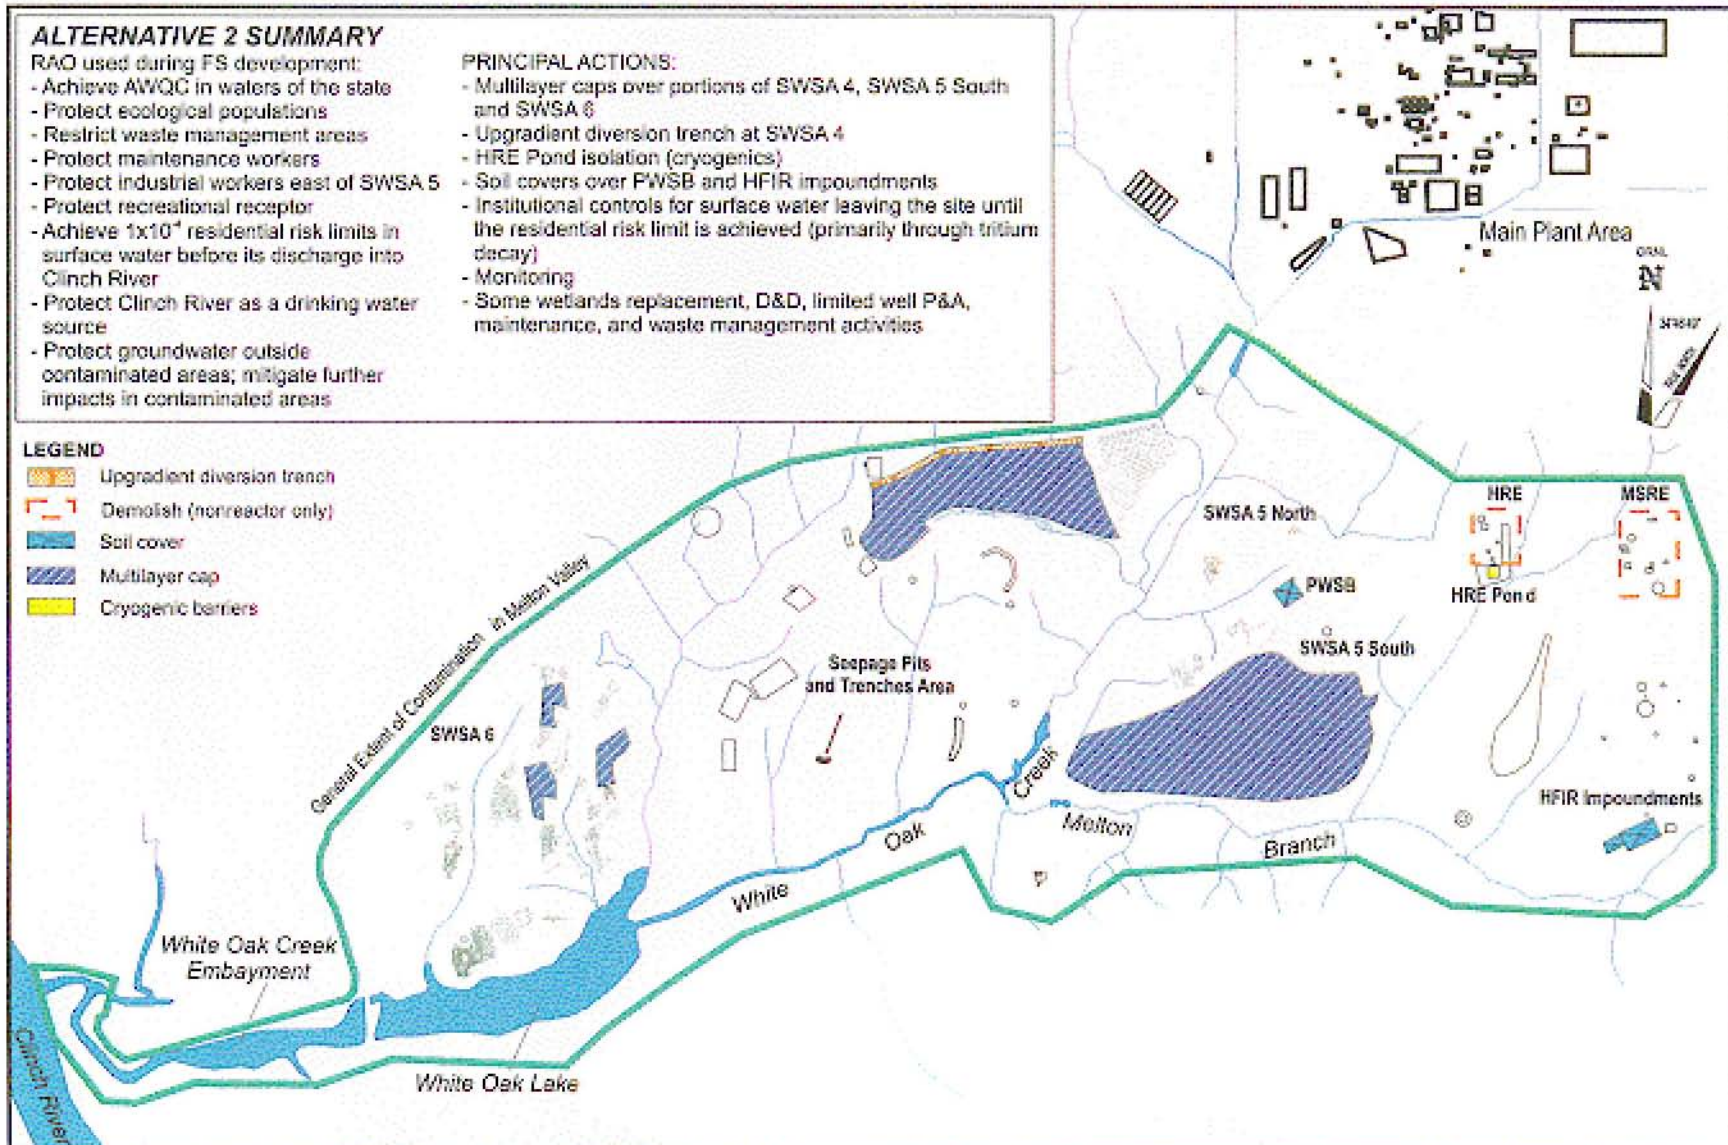 ALTERNATIVE 2 SUMMARY
RAO used during FS development:
- Achieve AWQC in waters of the state
- Protect ecological populations
- Restrict waste management areas
- Protect maintenance workers
- Protect industrial workers east of SWSA 5
- Protect recreational receptor
- Achieve 1x10⁻⁴ residential risk limits in
surface water before its discharge into
Clinch River
- Protect Clinch River as a drinking water
source
- Protect groundwater outside
contaminated areas; mitigate further
impacts in contaminated areas
PRINCIPAL ACTIONS:
- Multilayer caps over portions of SWSA 4, SWSA 5 South
and SWSA 6
- Upgradient diversion trench at SWSA 4
- HRE Pond isolation (cryogenics)
- Soil covers over PWSB and HFIR impoundments
- Institutional controls for surface water leaving the site until
the residential risk limit is achieved (primarily through tritium
decay)
- Monitoring
- Some wetlands replacement, D&D, limited well P&A,
maintenance, and waste management activities
Main Plant Area
ORNL
N
TRUE NORTH
LEGEND
Upgradient diversion trench
Demolish (nonreactor only)
Soil cover
Multilayer cap
Cryogenic barriers
General Extent of Contamination in Melton Valley
SWSA 5 North
HRE
MSRE
PWSB
HRE Pond
SWSA 5 South
Seepage Pits
and Trenches Area
SWSA 6
HFIR Impoundments
White Oak Creek
Melton Branch
White Oak Creek
Embayment
White Oak Lake
Clinch River